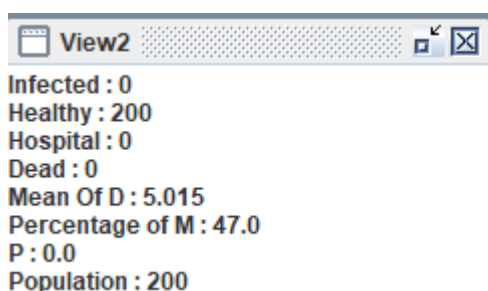 View2
Infected : 0
Healthy : 200
Hospital : 0
Dead : 0
Mean Of D : 5.015
Percentage of M : 47.0
P : 0.0
Population : 200